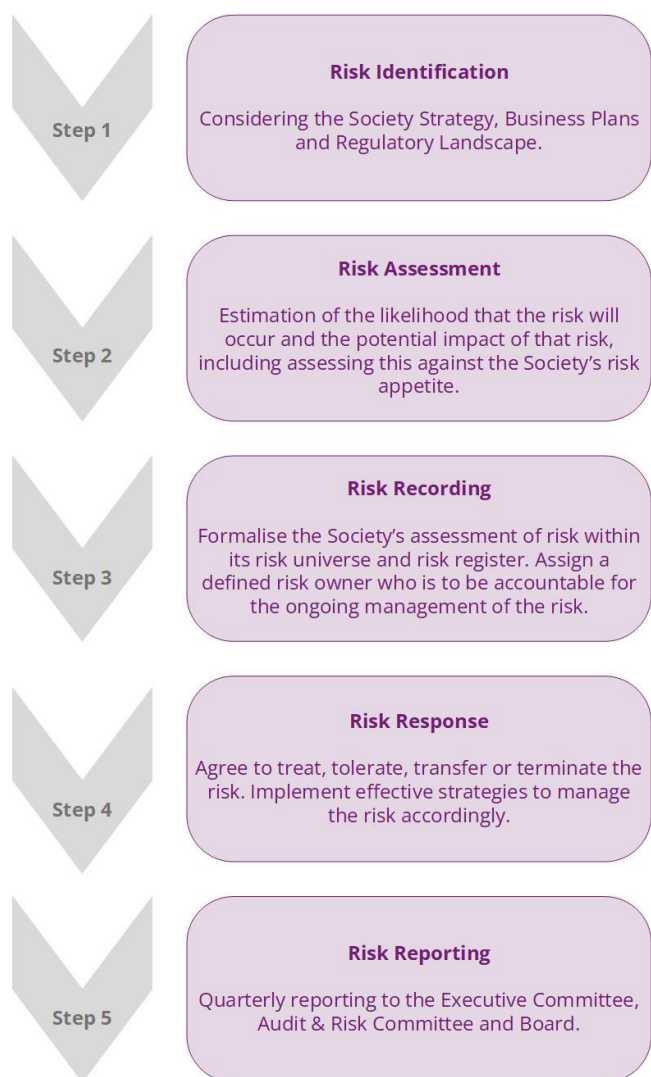 Step 1
Risk Identification
Considering the Society Strategy, Business Plans
and Regulatory Landscape.
Step 2
Risk Assessment
Estimation of the likelihood that the risk will
occur and the potential impact of that risk,
including assessing this against the Society’s risk
appetite.
Step 3
Risk Recording
Formalise the Society’s assessment of risk within
its risk universe and risk register. Assign a
defined risk owner who is to be accountable for
the ongoing management of the risk.
Step 4
Risk Response
Agree to treat, tolerate, transfer or terminate the
risk. Implement effective strategies to manage
the risk accordingly.
Step 5
Risk Reporting
Quarterly reporting to the Executive Committee,
Audit & Risk Committee and Board.